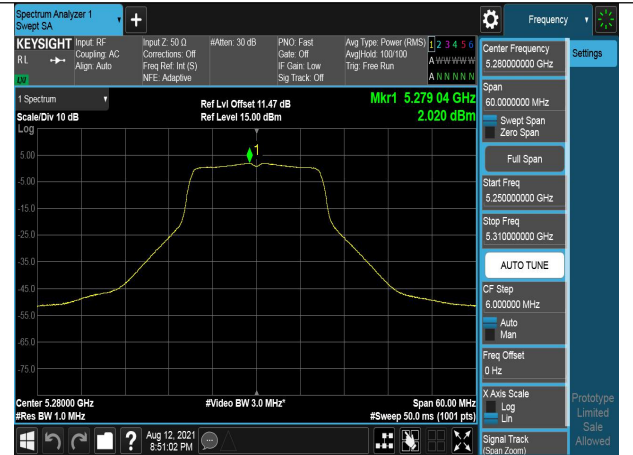 Spectrum Analyzer 1
Swept SA
Frequency
KEYSIGHT
RL
LXI
Input: RF
Coupling: AC
Align: Auto
Input Z: 50 Ω
Corrections: Off
Freq Ref: Int (S)
NFE: Adaptive
#Atten: 30 dB
PNO: Fast
Gate: Off
IF Gain: Low
Sig Track: Off
Avg Type: Power (RMS)
Avg|Hold: 100/100
Trig: Free Run
1 2 3 4 5 6
A W W W W W
A N N N N N
1 Spectrum
Scale/Div 10 dB
Log
Ref Lvl Offset 11.47 dB
Ref Level 15.00 dBm
Mkr1 5.279 04 GHz
2.020 dBm
1
5.00
-5.00
-15.0
-25.0
-35.0
-45.0
-55.0
-65.0
-75.0
Center 5.28000 GHz
#Res BW 1.0 MHz
#Video BW 3.0 MHz*
Span 60.00 MHz
#Sweep 50.0 ms (1001 pts)
Aug 12, 2021
8:51:02 PM
Center Frequency
5.280000000 GHz
Span
60.0000000 MHz
Swept Span
Zero Span
Full Span
Start Freq
5.250000000 GHz
Stop Freq
5.310000000 GHz
AUTO TUNE
CF Step
6.000000 MHz
Auto
Man
Freq Offset
0 Hz
X Axis Scale
Log
Lin
Signal Track
(Span Zoom)
Settings
Prototype
Limited
Sale
Allowed